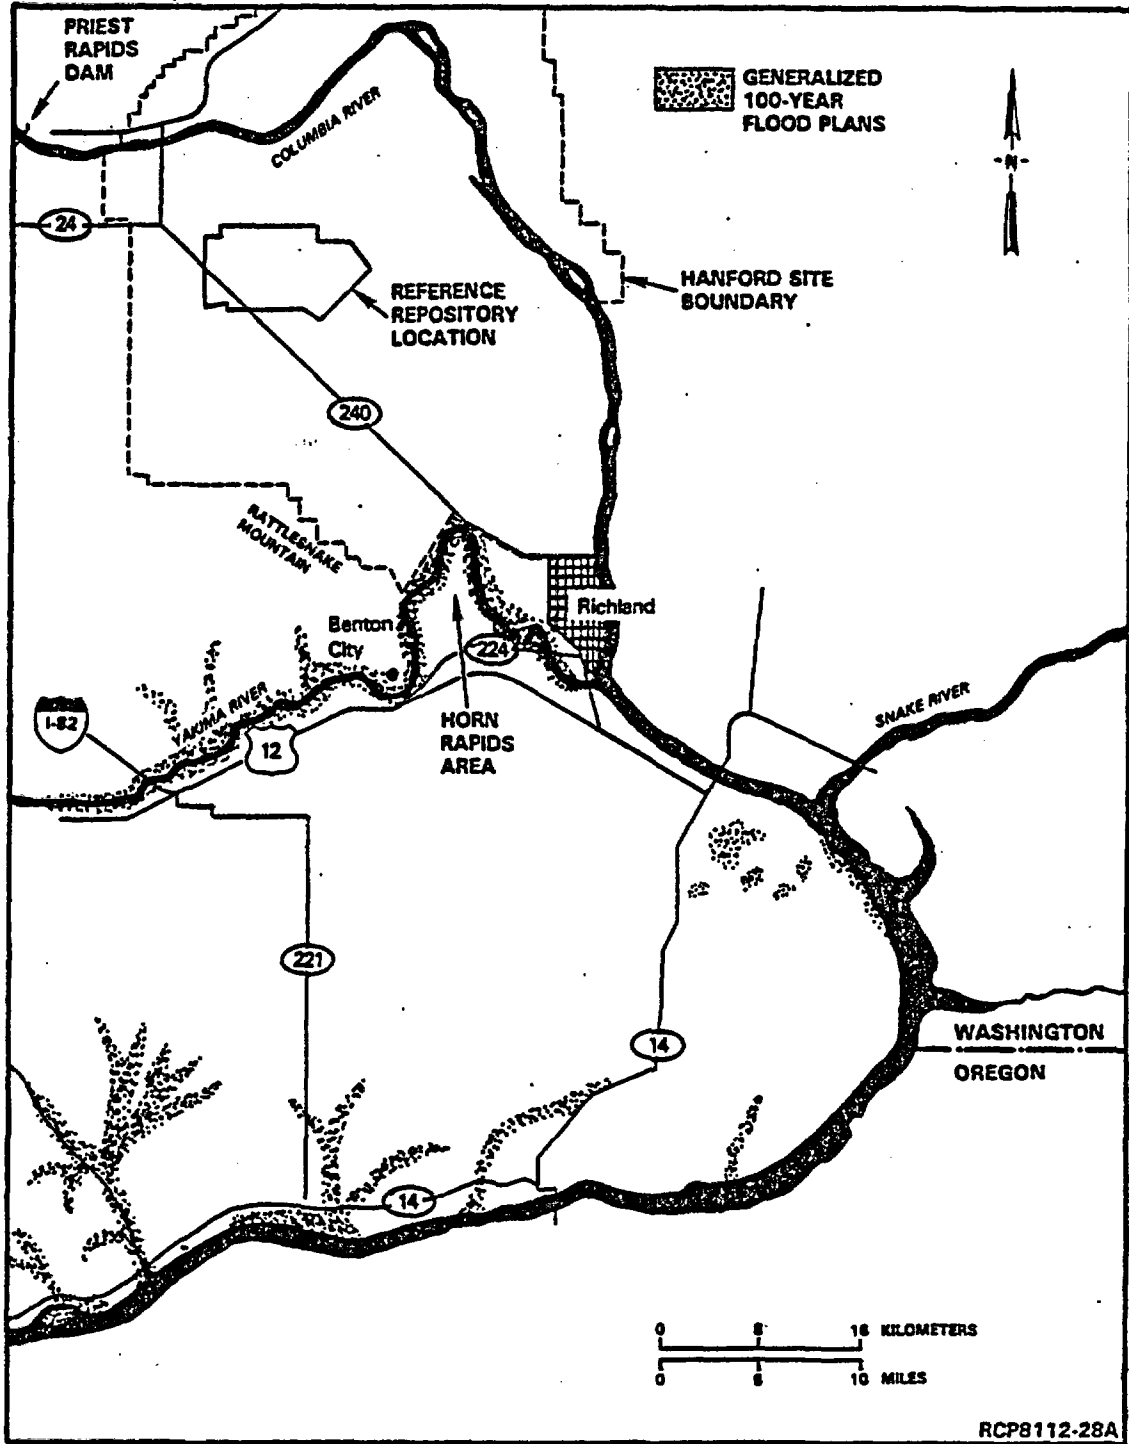 PRIEST
RAPIDS
DAM
COLUMBIA RIVER
GENERALIZED
100-YEAR
FLOOD PLANS
-N-
24
REFERENCE
REPOSITORY
LOCATION
HANFORD SITE
BOUNDARY
240
RATTLESNAKE
MOUNTAIN
Benton
City
Richland
224
HORN
RAPIDS
AREA
I-82
YAKIMA RIVER
12
SNAKE RIVER
221
14
WASHINGTON
OREGON
14
0 8 16 KILOMETERS
0 5 10 MILES
RCP8112-28A